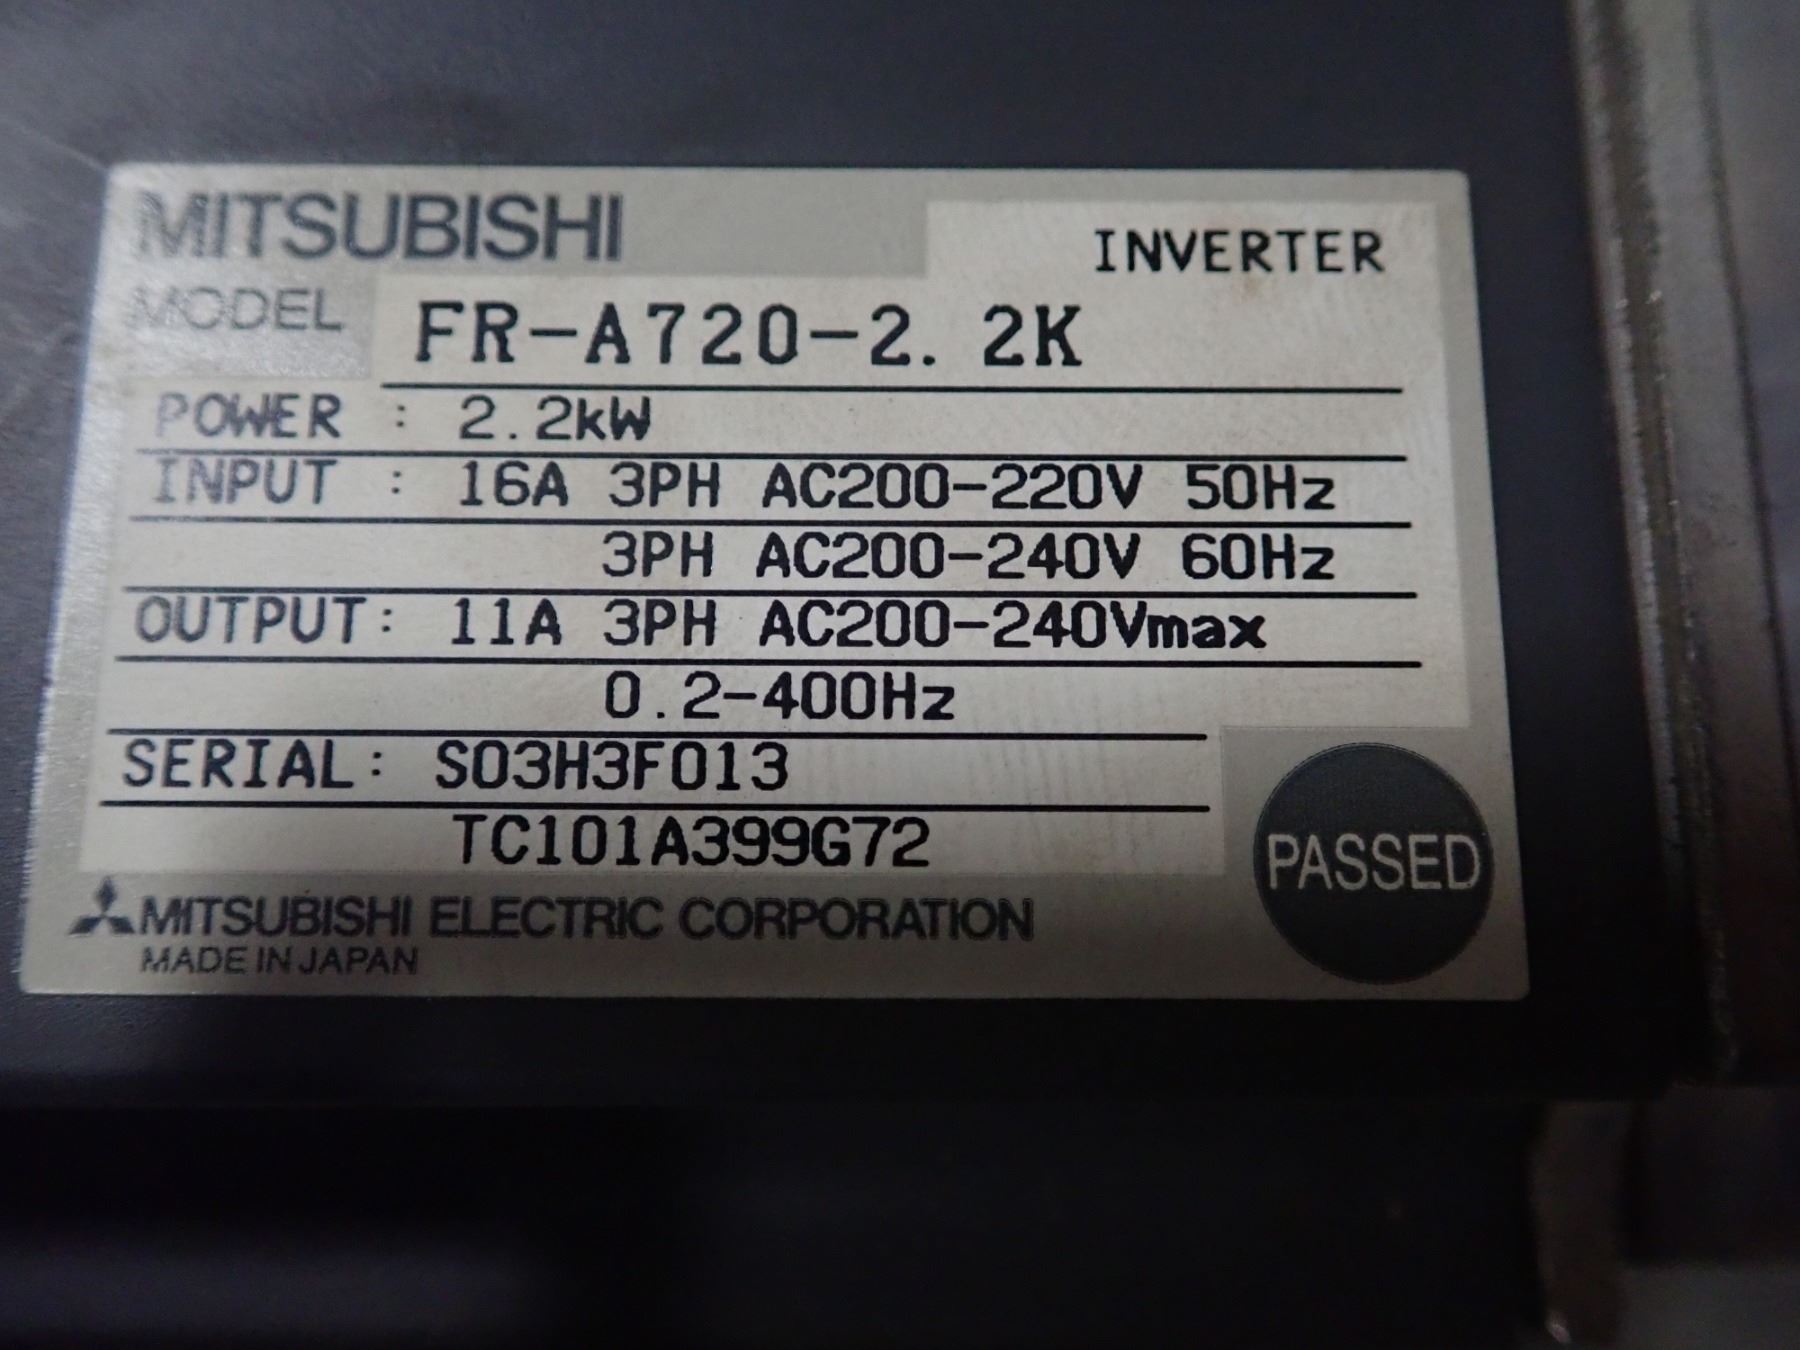 MITSUBISHI
INVERTER
MODEL FR-A720-2. 2K
POWER : 2.2kW
INPUT : 16A 3PH AC200-220V 50Hz
3PH AC200-240V 60Hz
OUTPUT: 11A 3PH AC200-240Vmax
0.2-400Hz
SERIAL: S03H3F013
TC101A399G72
PASSED
MITSUBISHI ELECTRIC CORPORATION
MADE IN JAPAN